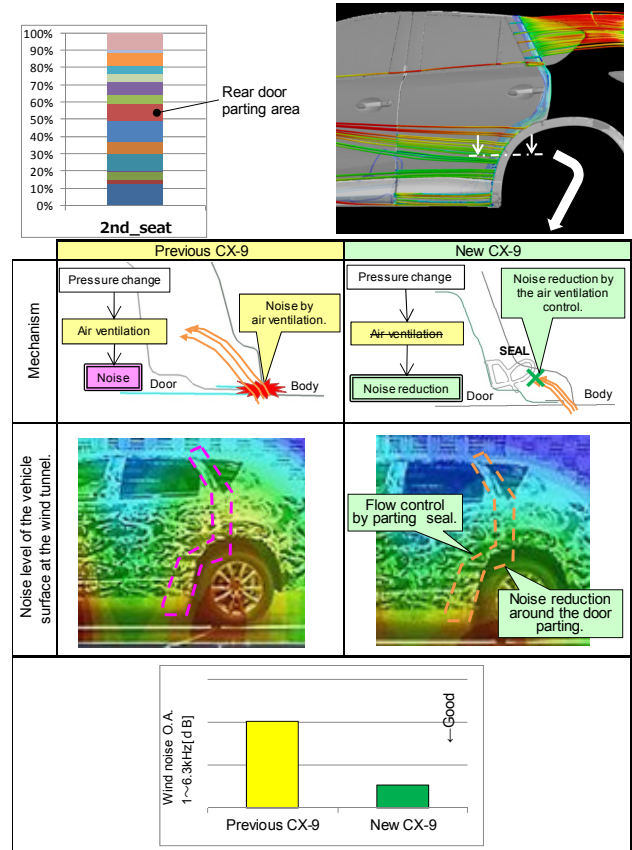 100%
90%
80%
70%
60%
50%
40%
30%
20%
10%
0%
2nd_seat
Rear door
parting area
Previous CX-9
New CX-9
Mechanism
Pressure change
Air ventilation
Noise
Noise by
air ventilation.
Door
Body
Pressure change
Air ventilation
Noise reduction
Noise reduction by
the air ventilation
control.
SEAL
Door
Body
Noise level of the vehicle
surface at the wind tunnel.
Flow control
by parting seal.
Noise reduction
around the door
parting.
Wind noise O.A.
1～6.3kHz[dB]
←Good
Previous CX-9
New CX-9